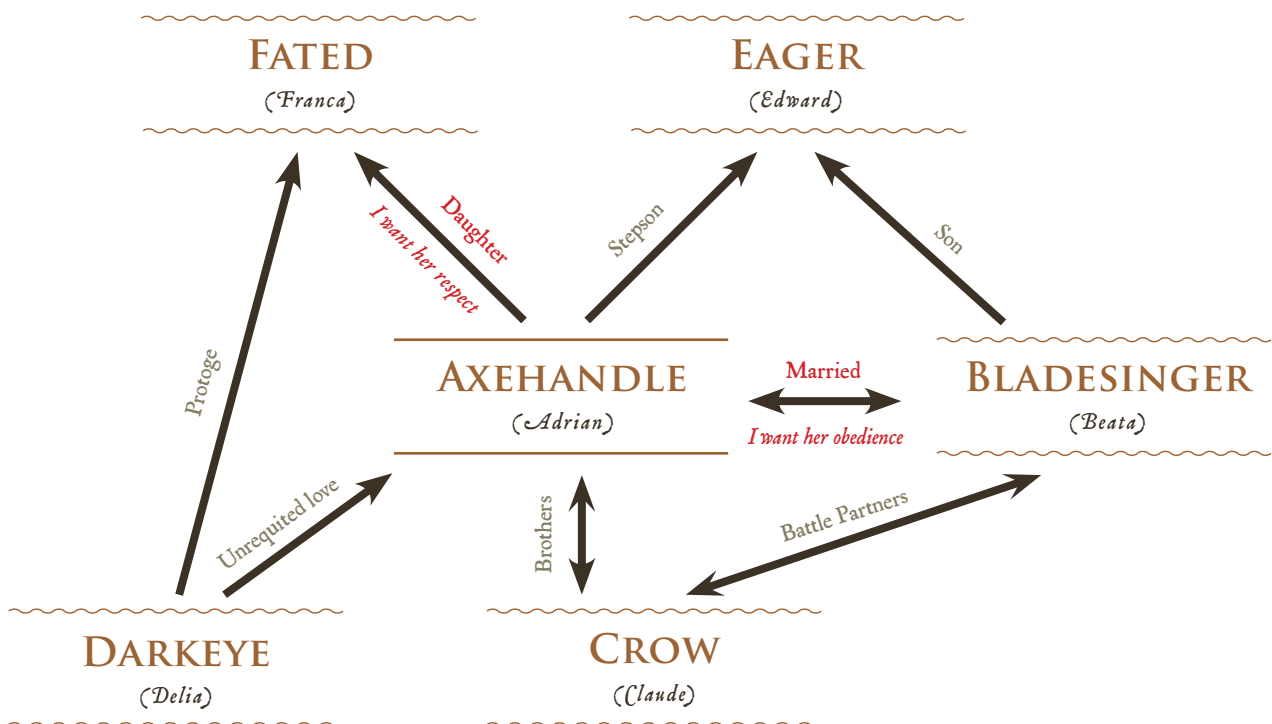 FATED
(Franca)
EAGER
(Edward)
Daughter
I want her respect
Stepson
Son
Protoge
AXEHANDLE
(Adrian)
Married
I want her obedience
BLADESINGER
(Beata)
Unrequited love
Brothers
Battle Partners
DARKEYE
(Delia)
CROW
(Claude)